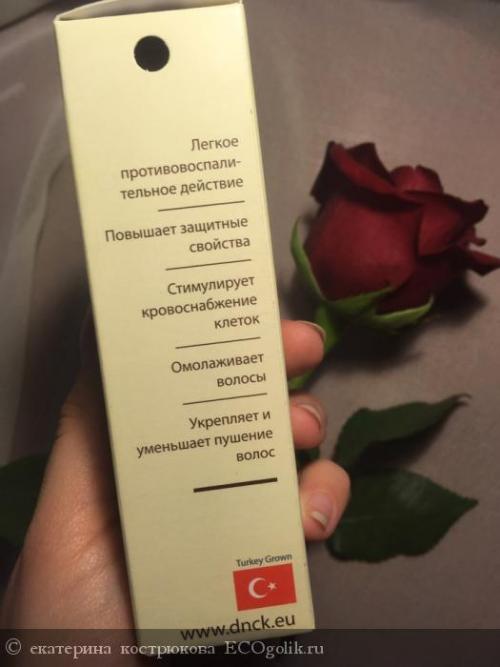 Легкое
противовоспали-
тельное действие
Повышает защитные
свойства
Стимулирует
кровоснабжение
клеток
Омолаживает
волосы
Укрепляет и
уменьшает пушение
волос
Turkey Grown
www.dnck.eu
© екатерина кострюкова ECOgolik.ru